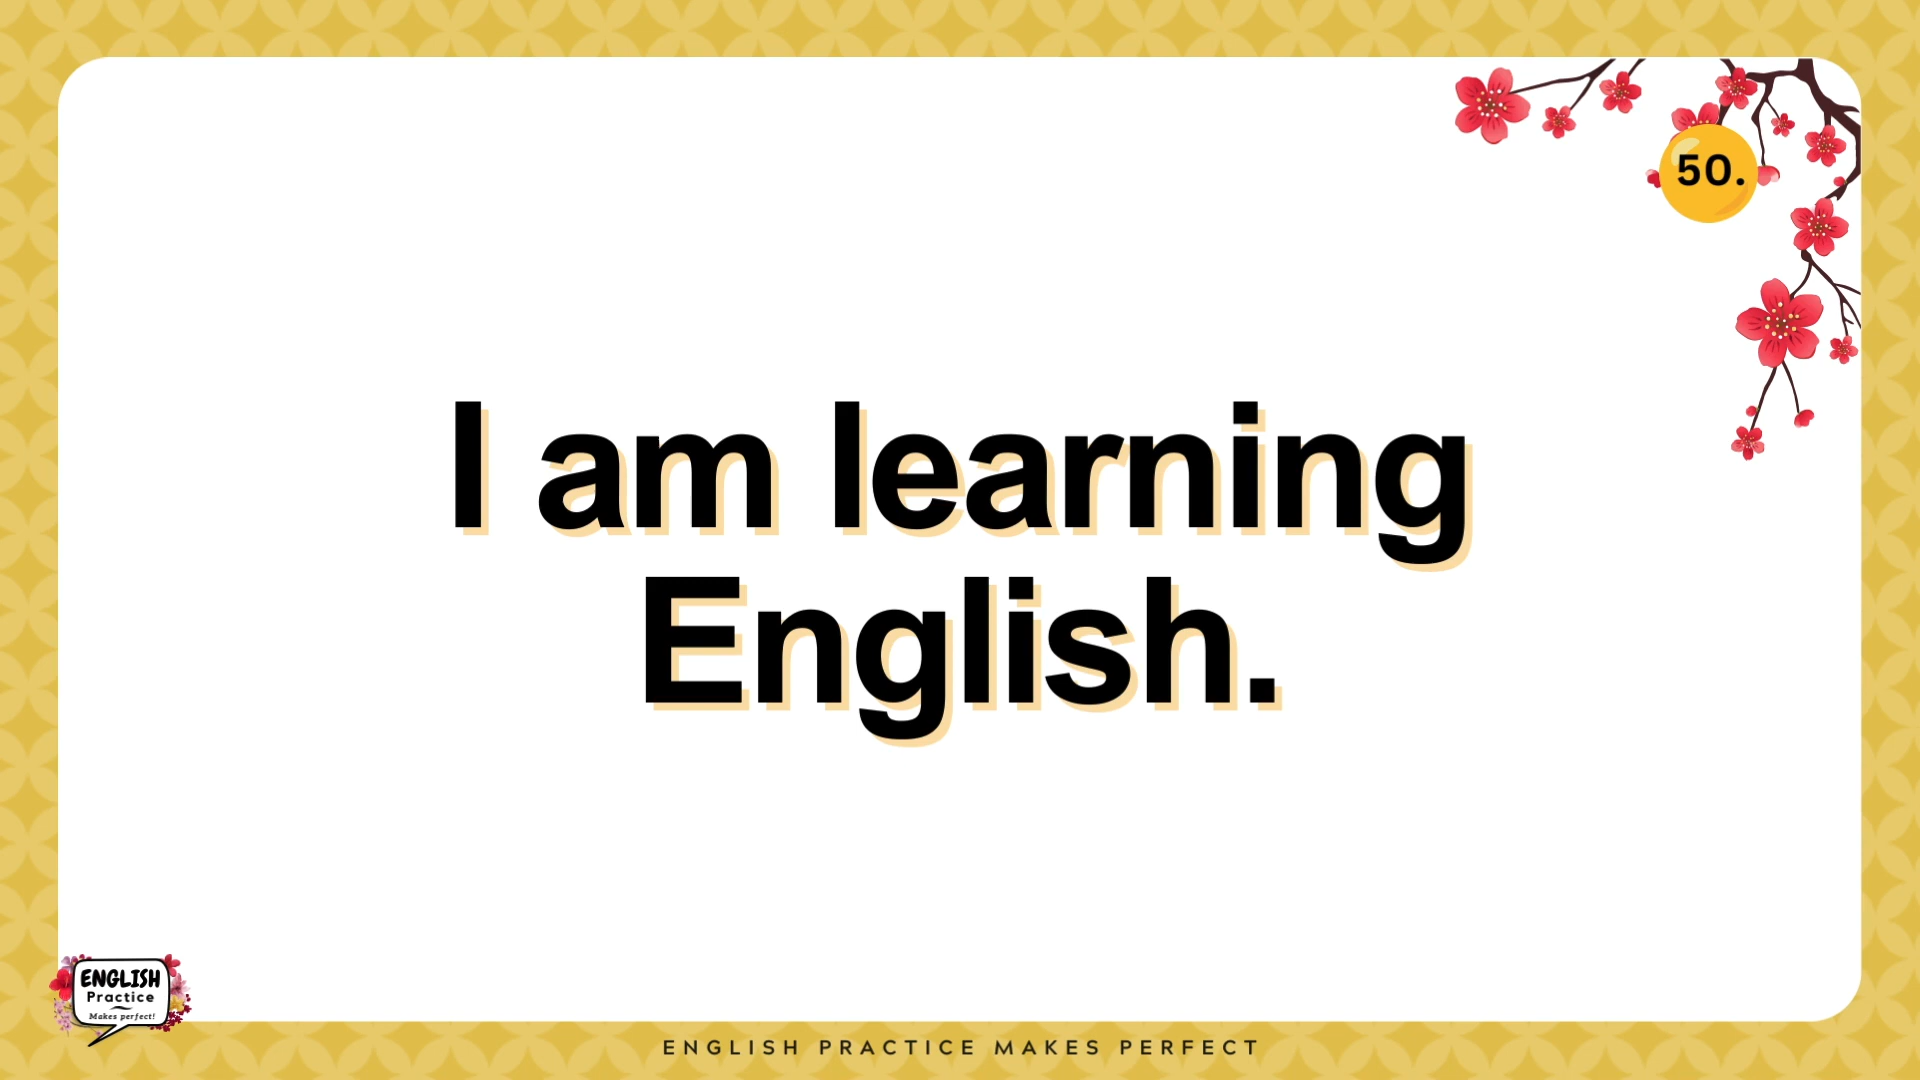 50.
I am learning
English.
ENGLISH
Practice
Makes perfect!
ENGLISH PRACTICE MAKES PERFECT